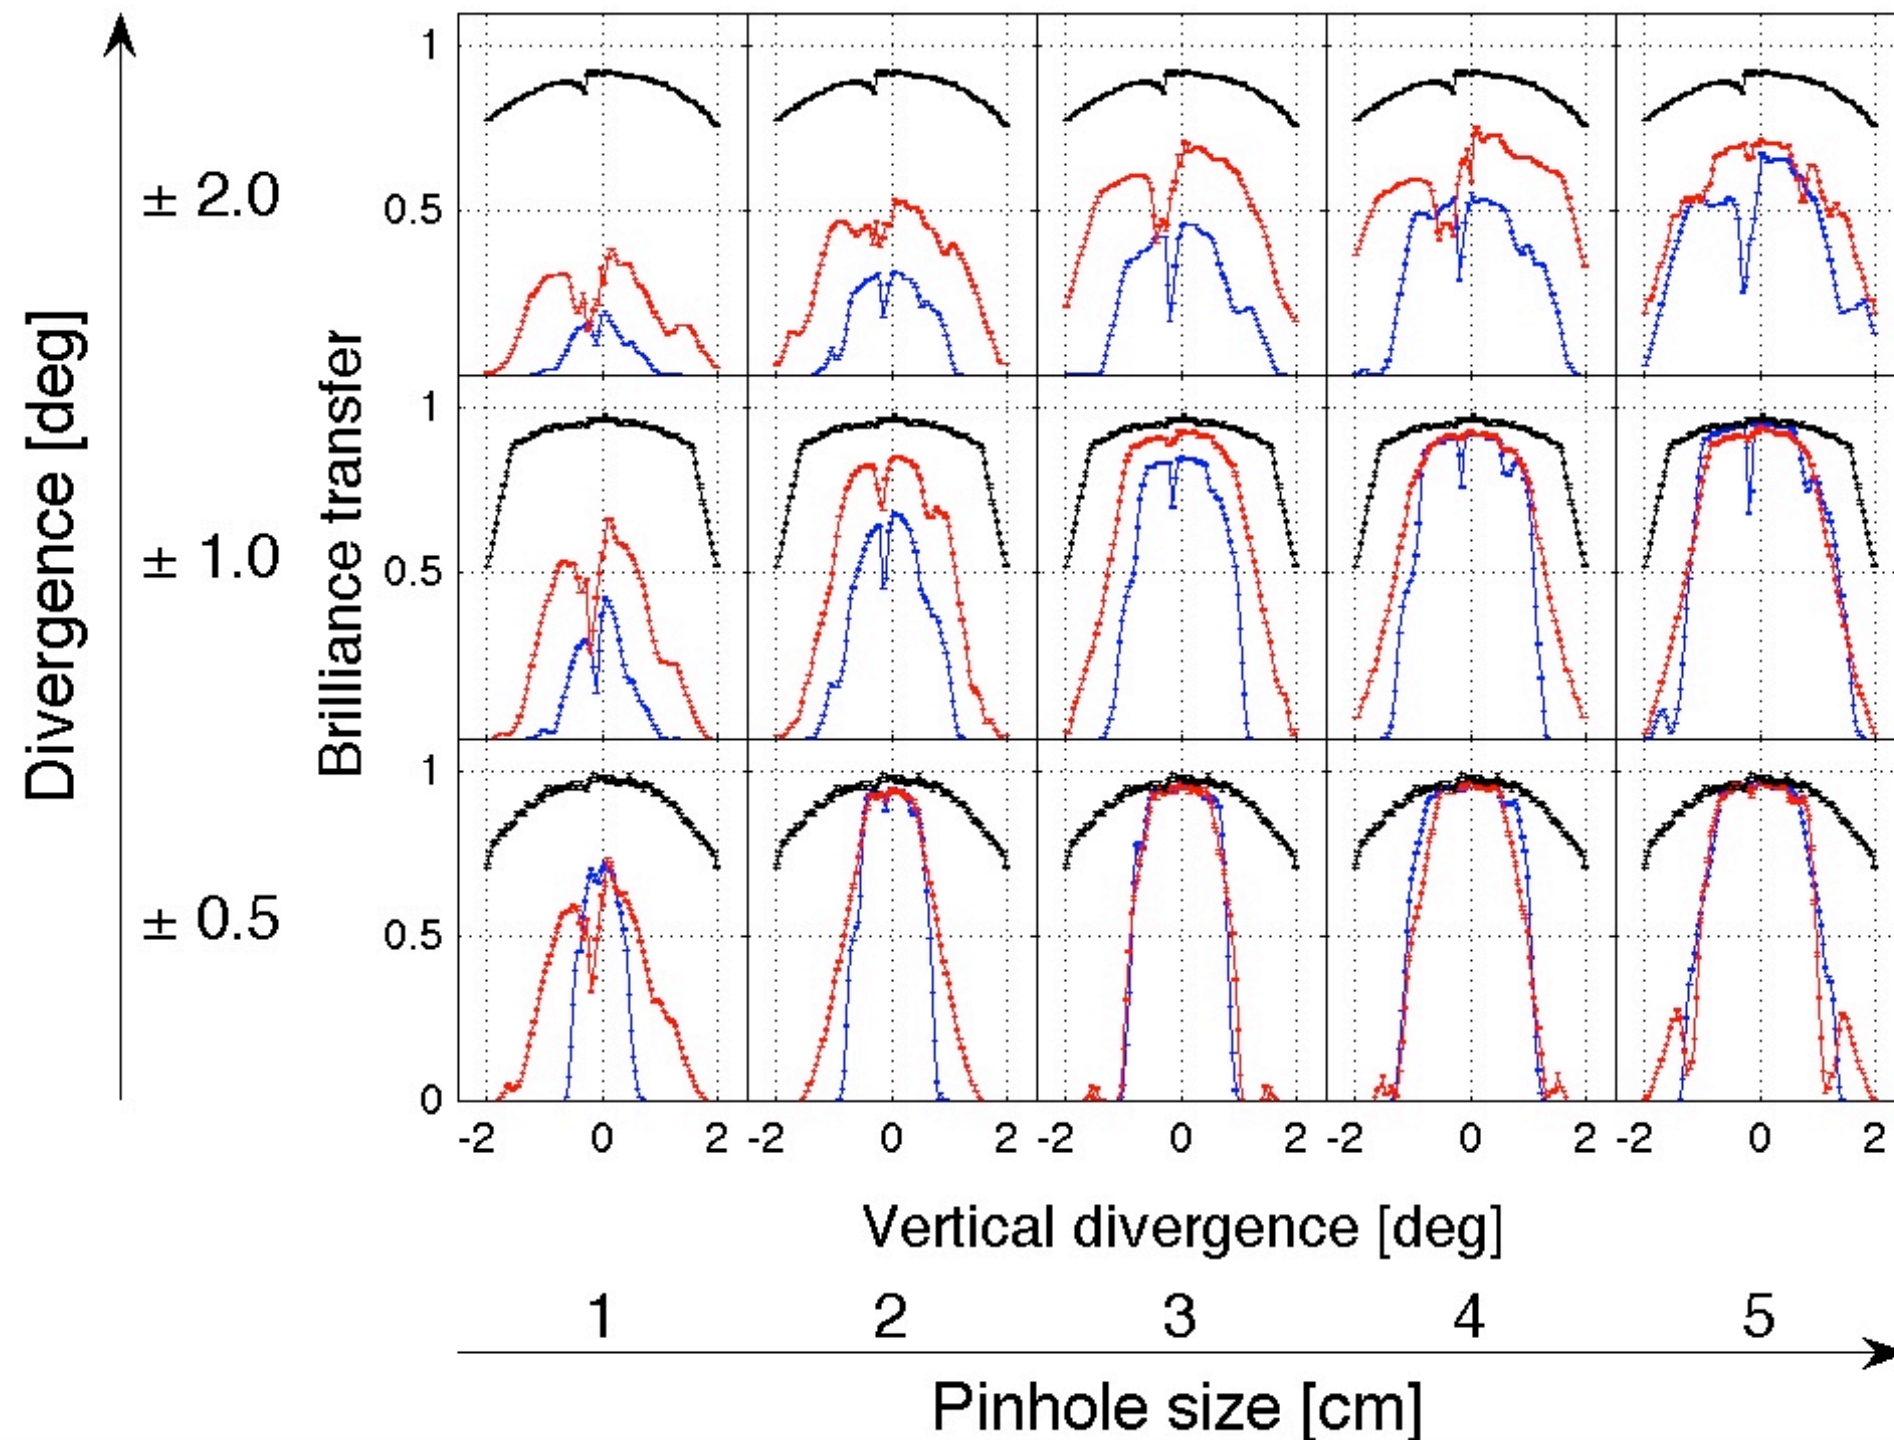 Divergence [deg]
± 2.0
± 1.0
± 0.5
Brilliance transfer
1
0.5
1
0.5
1
0.5
0
-2 0 2 -2 0 2 -2 0 2 -2 0 2 -2 0 2
Vertical divergence [deg]
1 2 3 4 5
Pinhole size [cm]